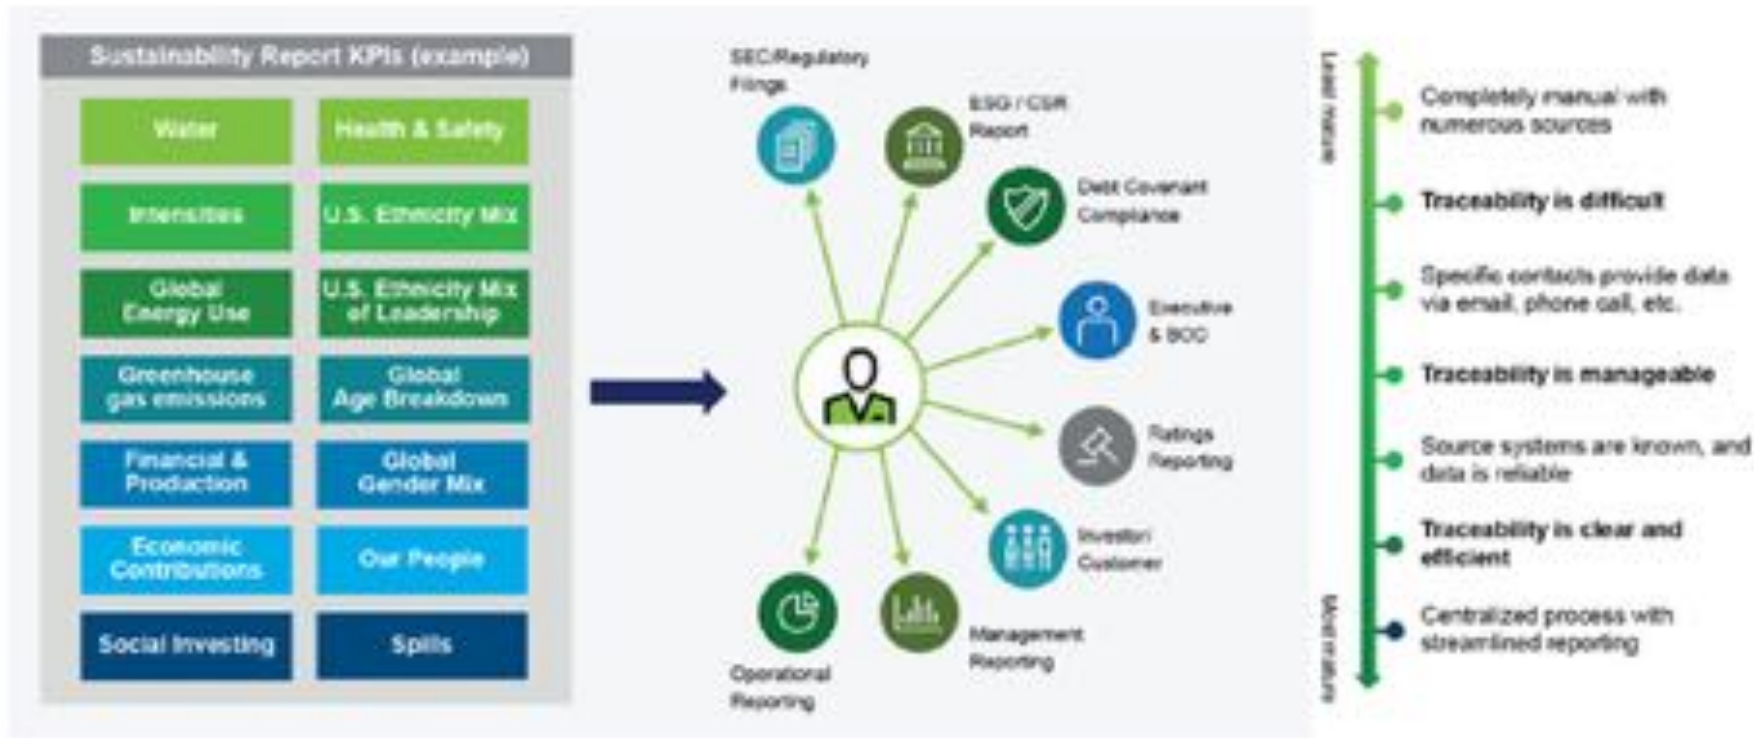 Sustainability Report KPIs (example)
Water
Health & Safety
Intensities
U.S. Ethnicity Mix
Global
Energy Use
U.S. Ethnicity Mix
of Leadership
Greenhouse
gas emissions
Global
Age Breakdown
Financial &
Production
Global
Gender Mix
Economic
Contributions
Our People
Social Investing
Spills
SEC/Regulatory
Filings
ESG / CSR
Report
Debt Covenant
Compliance
Executive
&
Ratings
Reporting
Customer
Management
Reporting
Operational
Reporting
Least mature
Completely manual with
numerous sources
Traceability is difficult
Specific contacts provide data
via email, phone call, etc.
Traceability is manageable
Source systems are known, and
data is reliable
Traceability is clear and
efficient
Centralized process with
streamlined reporting
Most mature